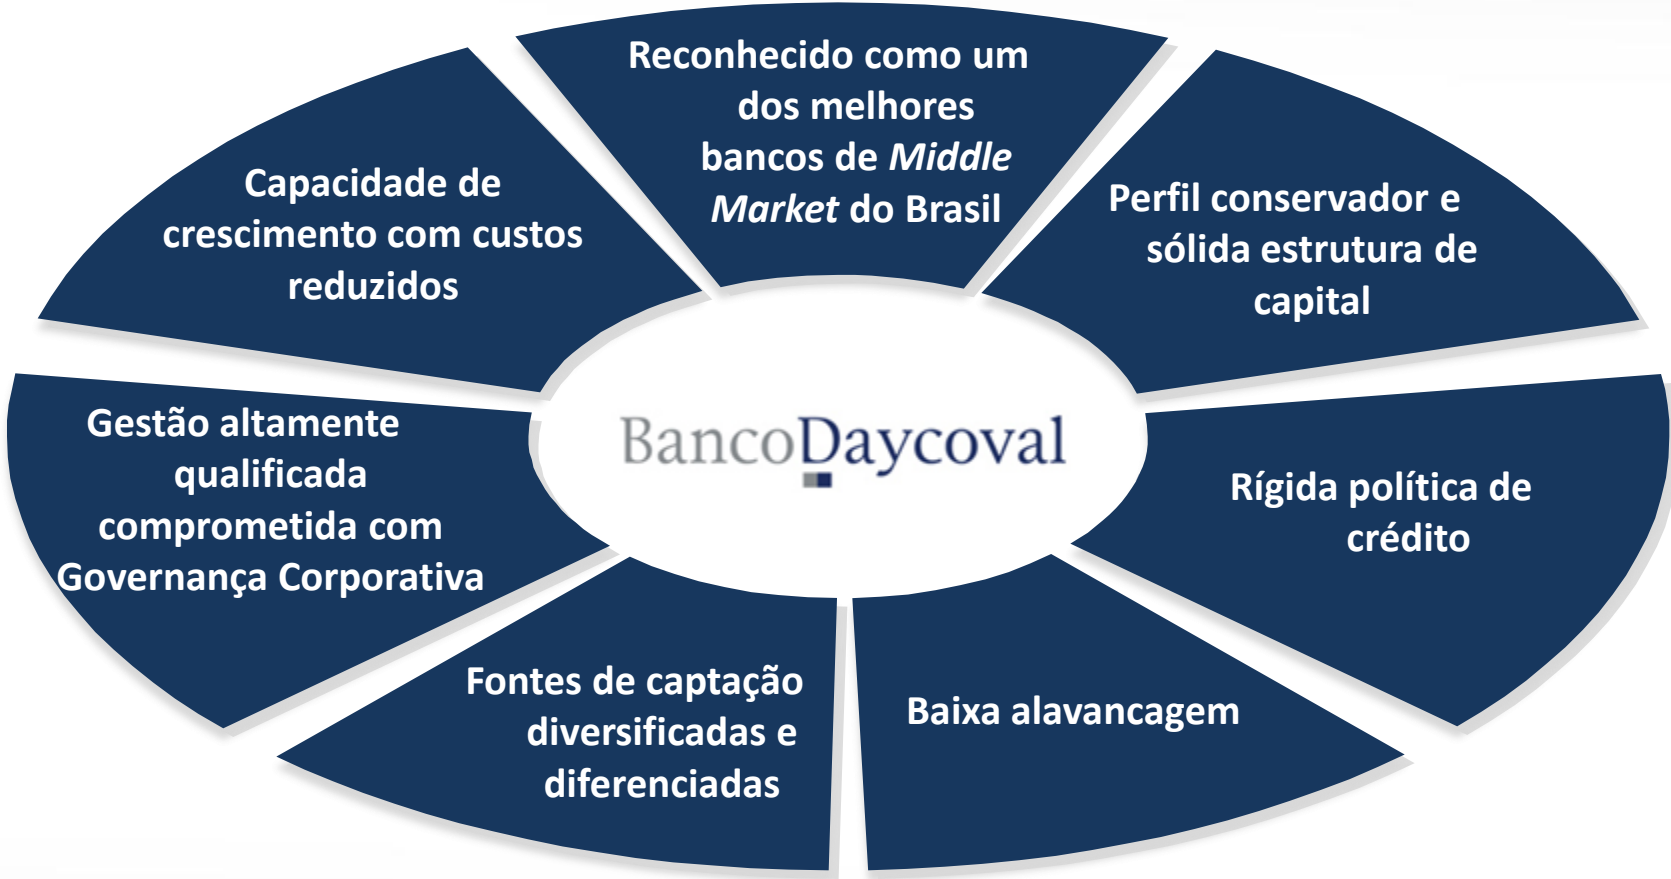 Reconhecido como um
dos melhores
bancos de Middle
Market do Brasil
Perfil conservador e
sólida estrutura de
capital
Rígida política de
crédito
Baixa alavancagem
Fontes de captação
diversificadas e
diferenciadas
Gestão altamente
qualificada
comprometida com
Governança Corporativa
Capacidade de
crescimento com custos
reduzidos
BancoDaycoval